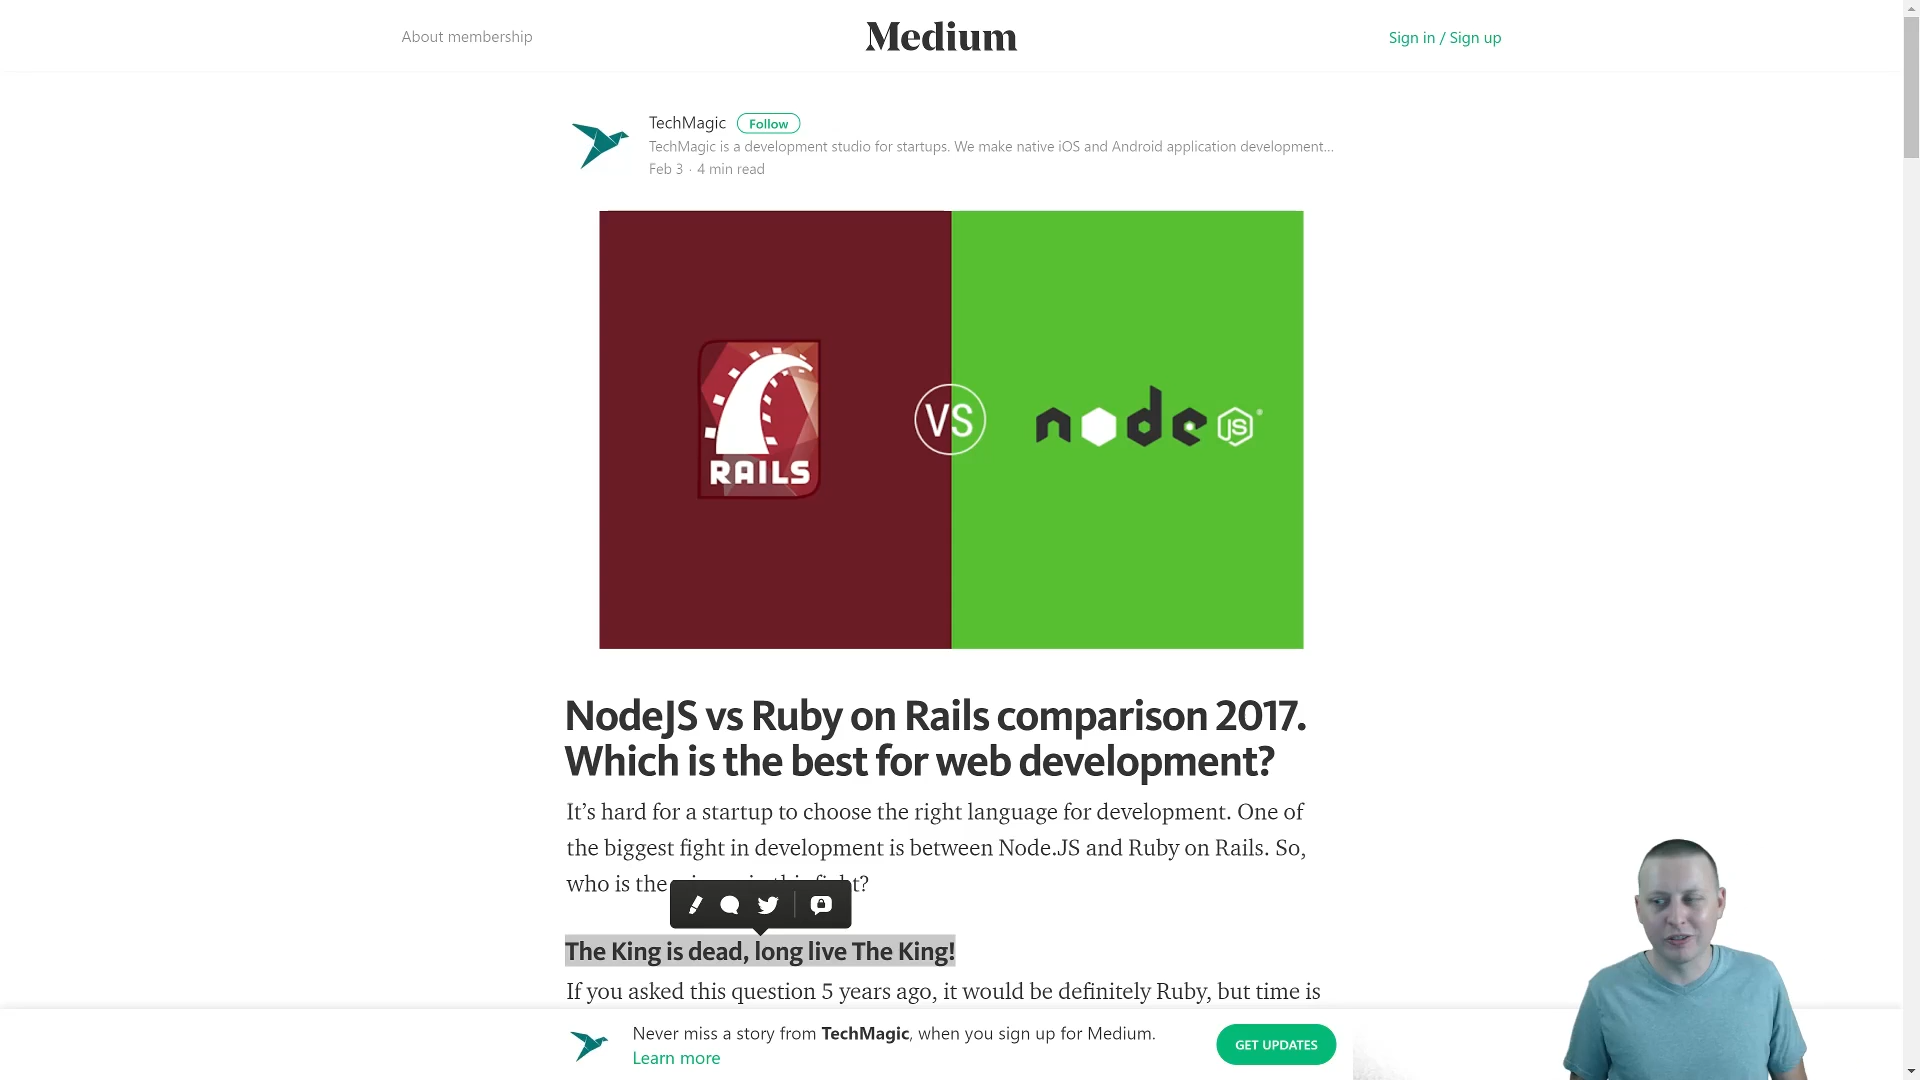 About membership
Medium
Sign in / Sign up
TechMagic
Follow
TechMagic is a development studio for startups. We make native iOS and Android application development...
Feb 3 · 4 min read
RAILS
VS
node
JS
NodeJS vs Ruby on Rails comparison 2017.
Which is the best for web development?
It’s hard for a startup to choose the right language for development. One of
the biggest fight in development is between Node.JS and Ruby on Rails. So,
who is the
The King is dead, long live The King!
If you asked this question 5 years ago, it would be definitely Ruby, but time is
Never miss a story from TechMagic, when you sign up for Medium.
Learn more
GET UPDATES